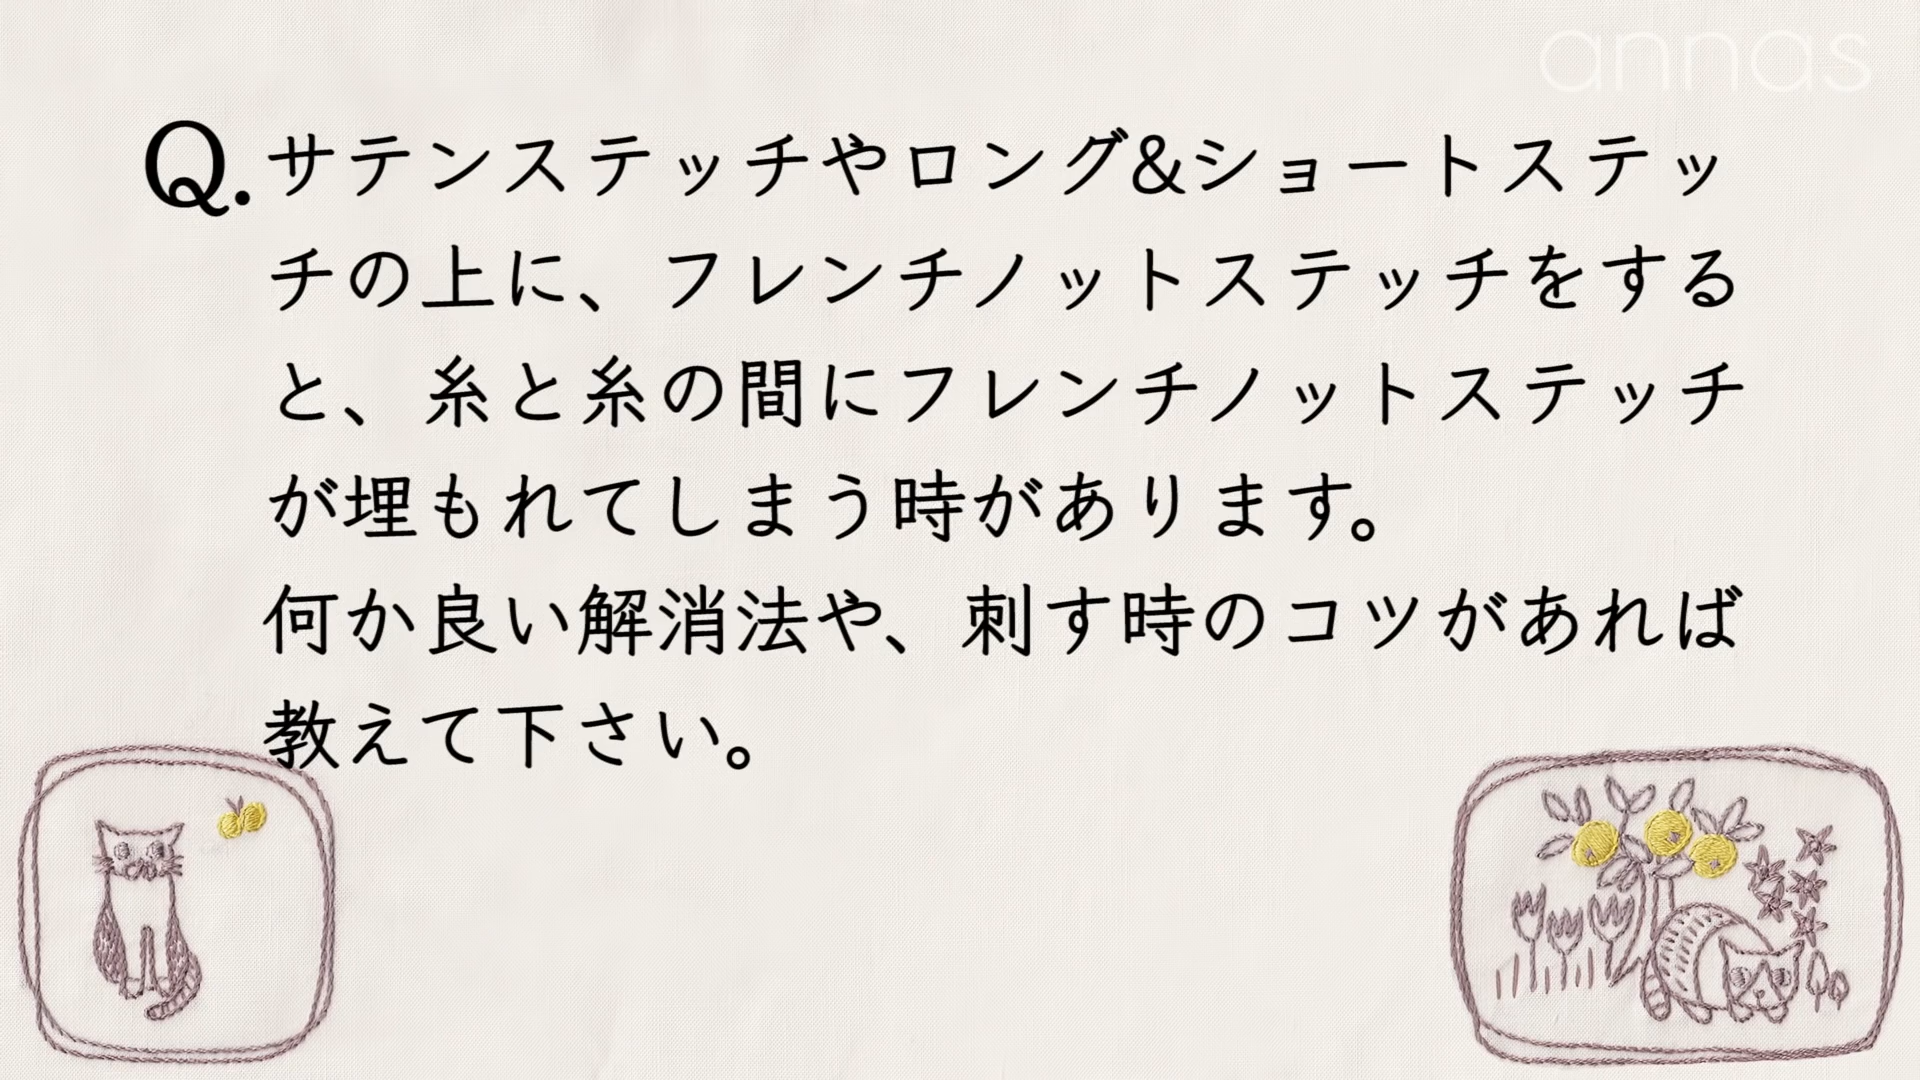 annas
Q.サテンステッチやロング&ショートステッ
チの上に、フレンチノットステッチをする
と、糸と糸の間にフレンチノットステッチ
が埋もれてしまう時があります。
何か良い解消法や、刺す時のコツがあれば
教えて下さい。